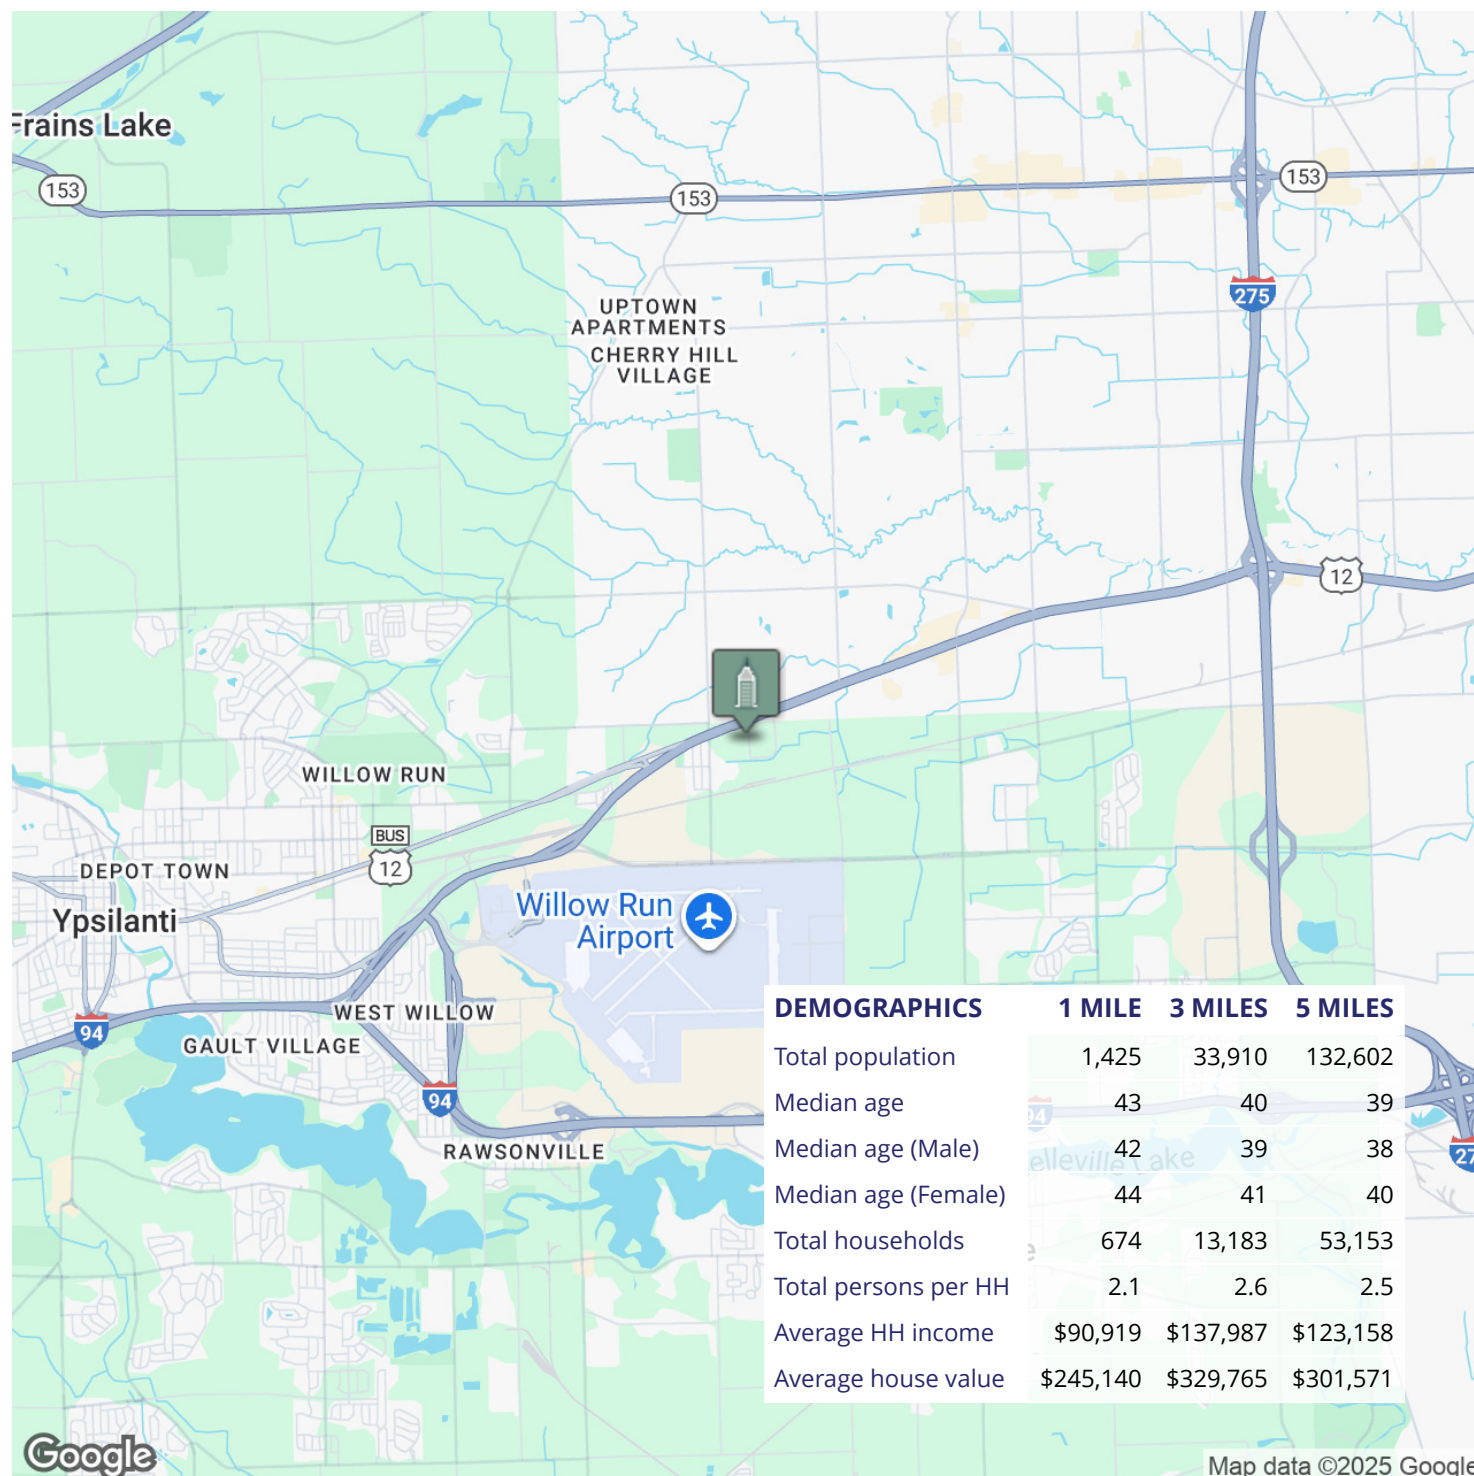 Frains Lake
153
153
153
275
UPTOWN
APARTMENTS
CHERRY HILL
VILLAGE
12
WILLOW RUN
BUS
12
DEPOT TOWN
Ypsilanti
Willow Run
Airport
WEST WILLOW
94
GAULT VILLAGE
94
RAWSONVILLE
94
elleville Lake
e
27
DEMOGRAPHICS 1 MILE 3 MILES 5 MILES
Total population 1,425 33,910 132,602
Median age 43 40 39
Median age (Male) 42 39 38
Median age (Female) 44 41 40
Total households 674 13,183 53,153
Total persons per HH 2.1 2.6 2.5
Average HH income $90,919 $137,987 $123,158
Average house value $245,140 $329,765 $301,571
Google
Map data ©2025 Google